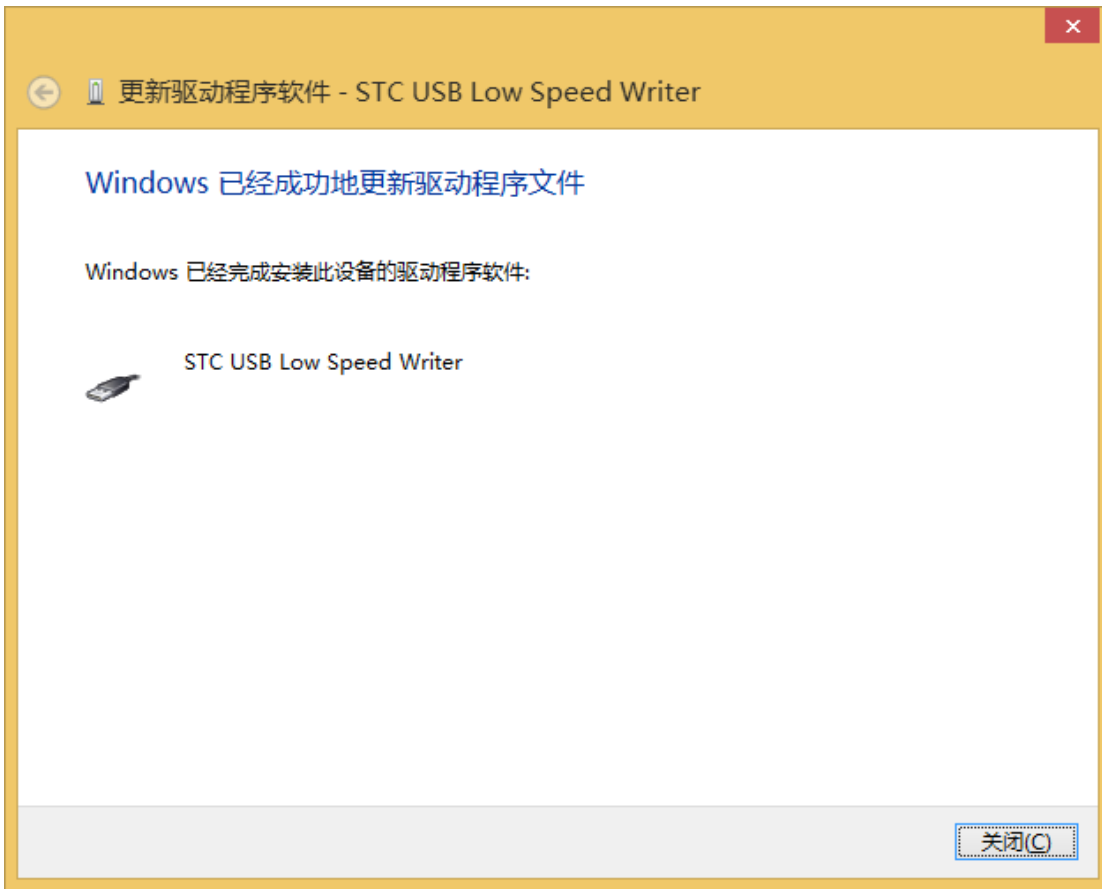 更新驱动程序软件 - STC USB Low Speed Writer
Windows 已经成功地更新驱动程序文件
Windows 已经完成安装此设备的驱动程序软件:
STC USB Low Speed Writer
关闭(C)